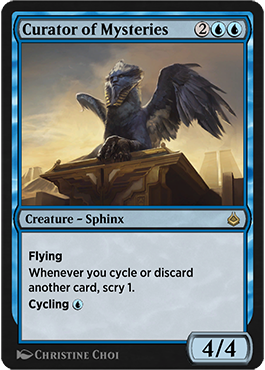 Curator of Mysteries 2
Creature – Sphinx
Flying
Whenever you cycle or discard
another card, scry 1.
Cycling
Christine Choi
4/4